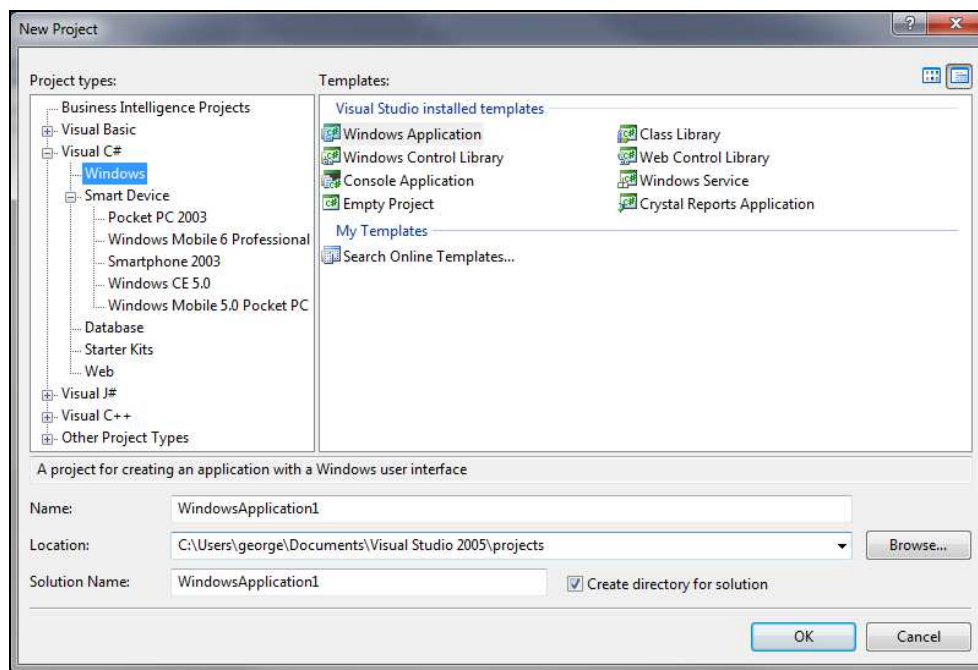 New Project
Project types:
Business Intelligence Projects
Visual Basic
Visual C#
Windows
Smart Device
Pocket PC 2003
Windows Mobile 6 Professional
Smartphone 2003
Windows CE 5.0
Windows Mobile 5.0 Pocket PC
Database
Starter Kits
Web
Visual J#
Visual C++
Other Project Types
Templates:
Visual Studio installed templates
Windows Application
Class Library
Windows Control Library
Web Control Library
Console Application
Windows Service
Empty Project
Crystal Reports Application
My Templates
Search Online Templates...
A project for creating an application with a Windows user interface
Name: WindowsApplication1
Location: C:\Users\george\Documents\Visual Studio 2005\projects Browse...
Solution Name: WindowsApplication1 Create directory for solution
OK Cancel